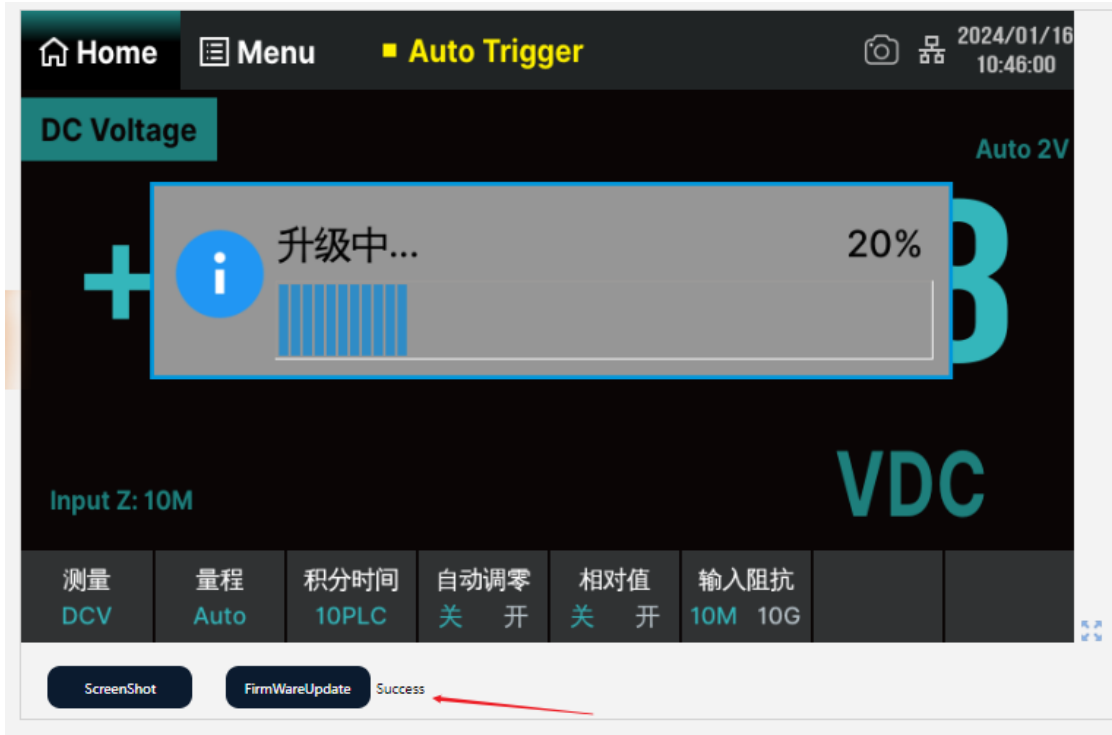 Home Menu Auto Trigger 2024/01/16
10:46:00
DC Voltage
Auto 2V
升级中... 20%
+ 3
VDC
Input Z: 10M
测量 量程 积分时间 自动调零 相对值 输入阻抗
DCV Auto 10PLC 关 开 关 开 10M 10G
ScreenShot FirmWareUpdate Success